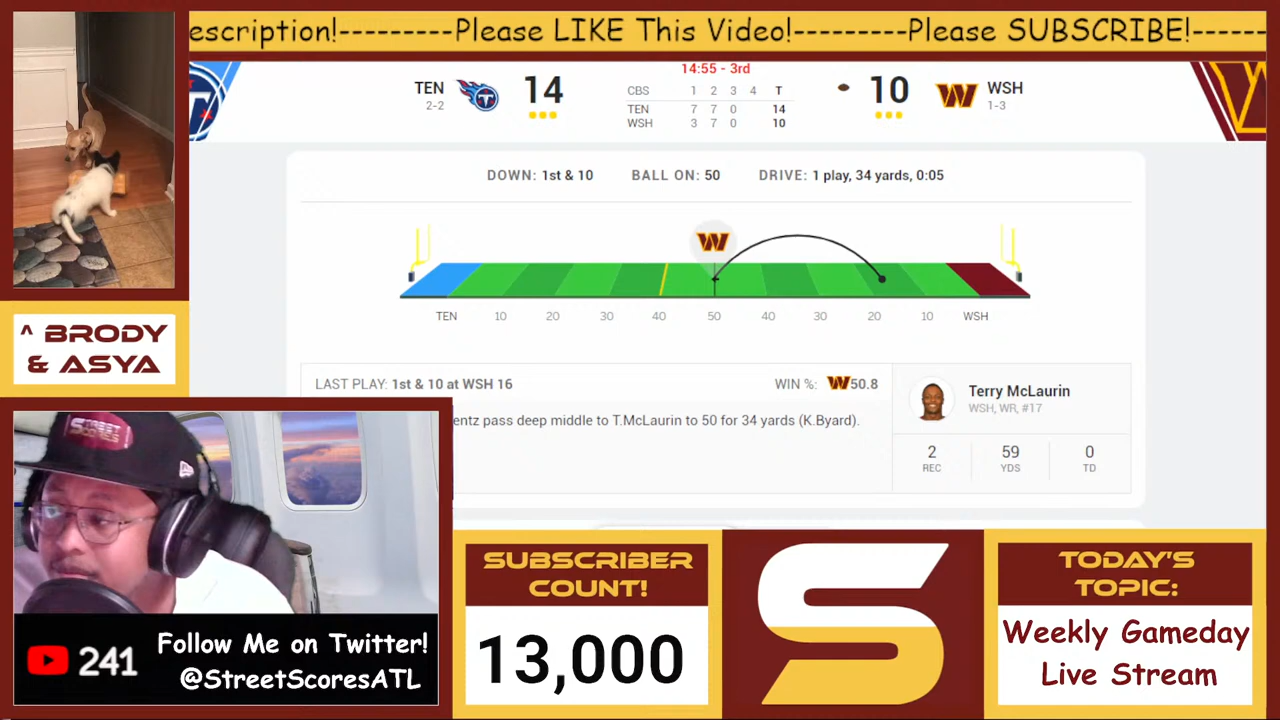 escription!---------Please LIKE This Video!---------Please SUBSCRIBE!------
TEN
2-2
14
14:55 - 3rd
CBS 1 2 3 4 T
TEN 7 7 0 14
WSH 3 7 0 10
10
WSH
1-3
DOWN: 1st & 10 BALL ON: 50 DRIVE: 1 play, 34 yards, 0:05
TEN 10 20 30 40 50 40 30 20 10 WSH
LAST PLAY: 1st & 10 at WSH 16 WIN %: 50.8
entz pass deep middle to T.McLaurin to 50 for 34 yards (K.Byard).
Terry McLaurin
WSH, WR, #17
2 59 0
REC YDS TD
^ BRODY
& ASYA
STREET
SCORES
241
Follow Me on Twitter!
@StreetScoresATL
SUBSCRIBER
COUNT!
13,000
TODAY'S
TOPIC:
Weekly Gameday
Live Stream